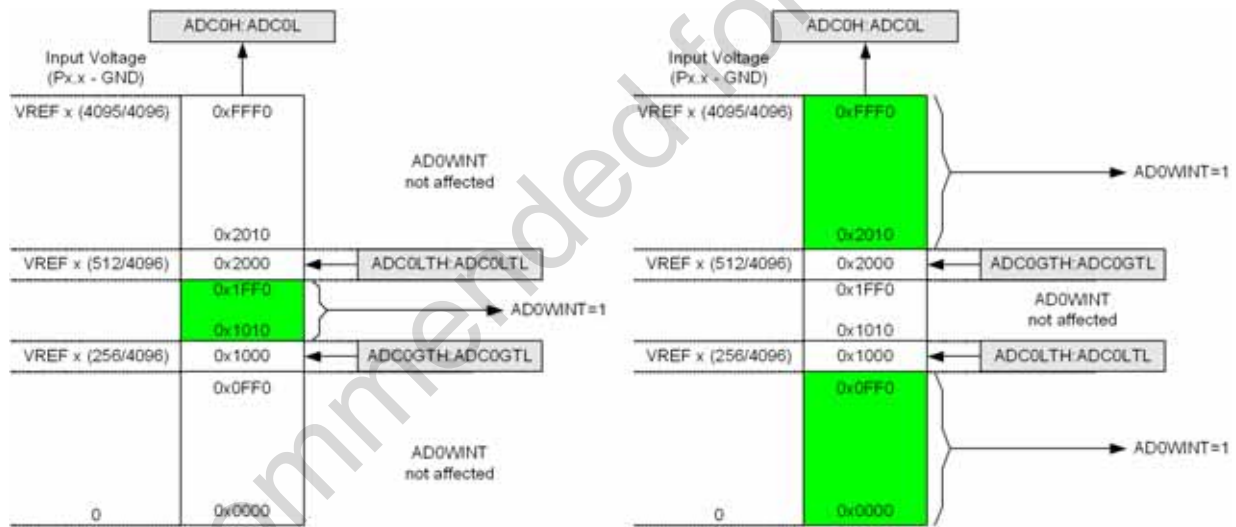 ADC0H:ADC0L
Input Voltage
(Px.x - GND)
VREF x (4095/4096)
0xFFF0
AD0WINT
not affected
0x2010
VREF x (512/4096)
0x2000
ADC0LTH:ADC0LTL
0x1FF0
AD0WINT=1
0x1010
VREF x (256/4096)
0x1000
ADC0GTH:ADC0GTL
0x0FF0
AD0WINT
not affected
0
0x0000
ADC0H:ADC0L
Input Voltage
(Px.x - GND)
VREF x (4095/4096)
0xFFF0
AD0WINT=1
0x2010
VREF x (512/4096)
0x2000
ADC0GTH:ADC0GTL
0x1FF0
AD0WINT
not affected
0x1010
VREF x (256/4096)
0x1000
ADC0LTH:ADC0LTL
0x0FF0
AD0WINT=1
0
0x0000
ommended fo